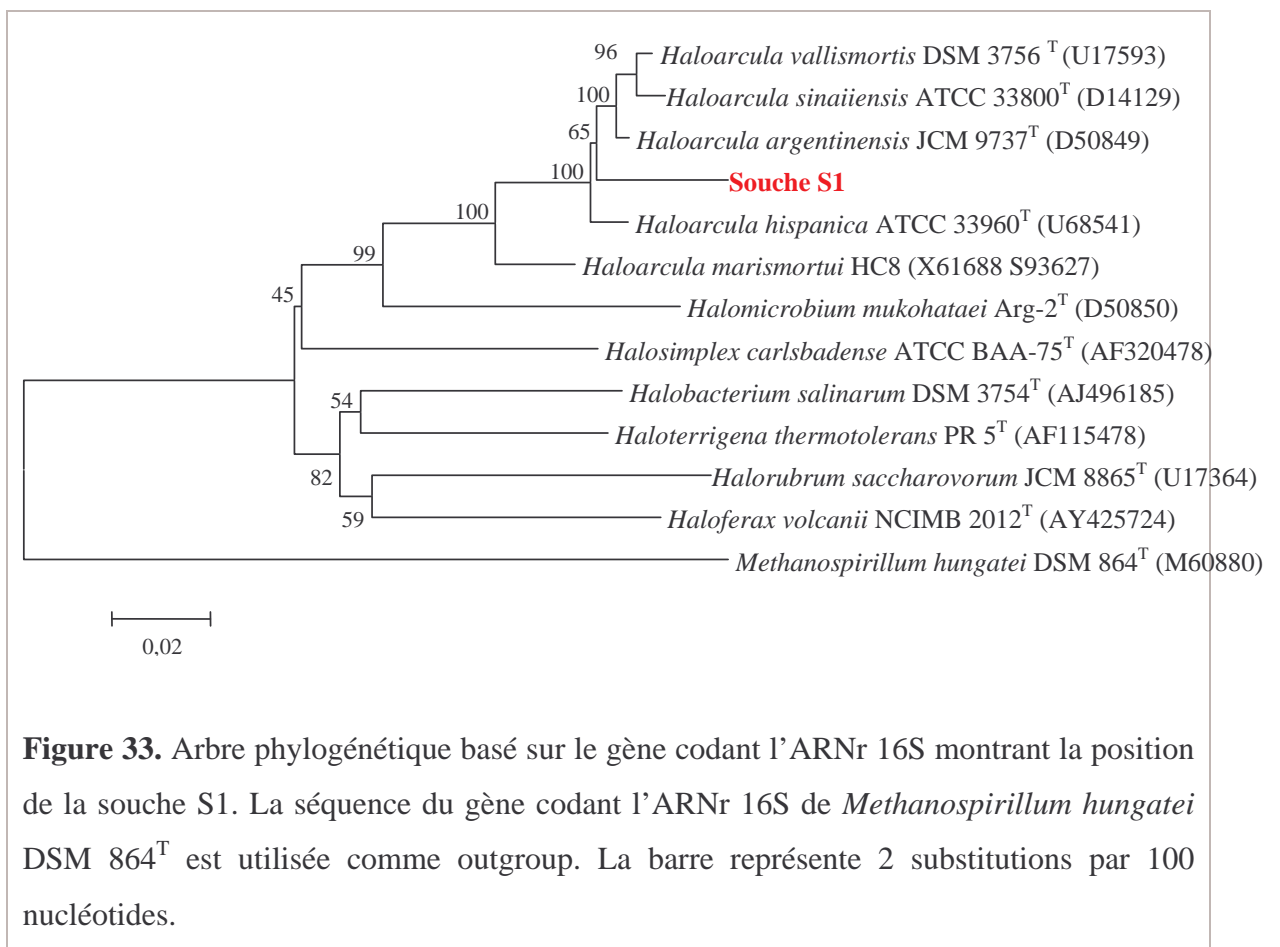 96
Haloarcula vallismortis DSM 3756 T (U17593)
100
Haloarcula sinaiiensis ATCC 33800T (D14129)
65
Haloarcula argentinensis JCM 9737T (D50849)
100
Souche S1
100
Haloarcula hispanica ATCC 33960T (U68541)
99
Haloarcula marismortui HC8 (X61688 S93627)
45
Halomicrobium mukohataei Arg-2T (D50850)
Halosimplex carlsbadense ATCC BAA-75T (AF320478)
54
Halobacterium salinarum DSM 3754T (AJ496185)
Haloterrigena thermotolerans PR 5T (AF115478)
82
Halorubrum saccharovorum JCM 8865T (U17364)
59
Haloferax volcanii NCIMB 2012T (AY425724)
Methanospirillum hungatei DSM 864T (M60880)
0,02
Figure 33. Arbre phylogénétique basé sur le gène codant l’ARNr 16S montrant la position
de la souche S1. La séquence du gène codant l’ARNr 16S de Methanospirillum hungatei
DSM 864T est utilisée comme outgroup. La barre représente 2 substitutions par 100
nucléotides.